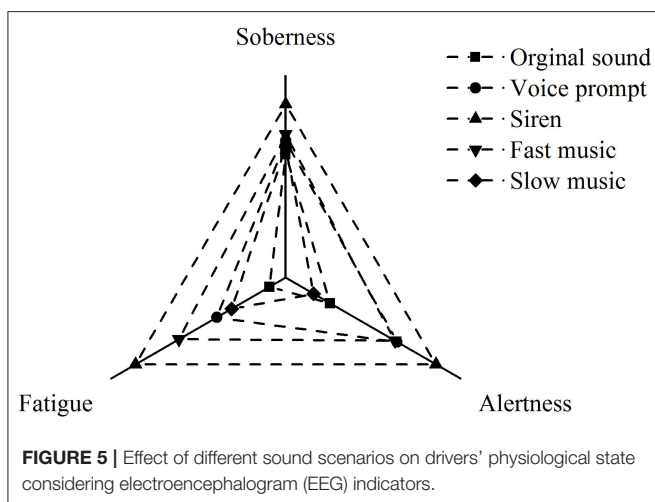 Soberness
Orginal sound
Voice prompt
Siren
Fast music
Slow music
Fatigue
Alertness
FIGURE 5 | Effect of different sound scenarios on drivers' physiological state
considering electroencephalogram (EEG) indicators.